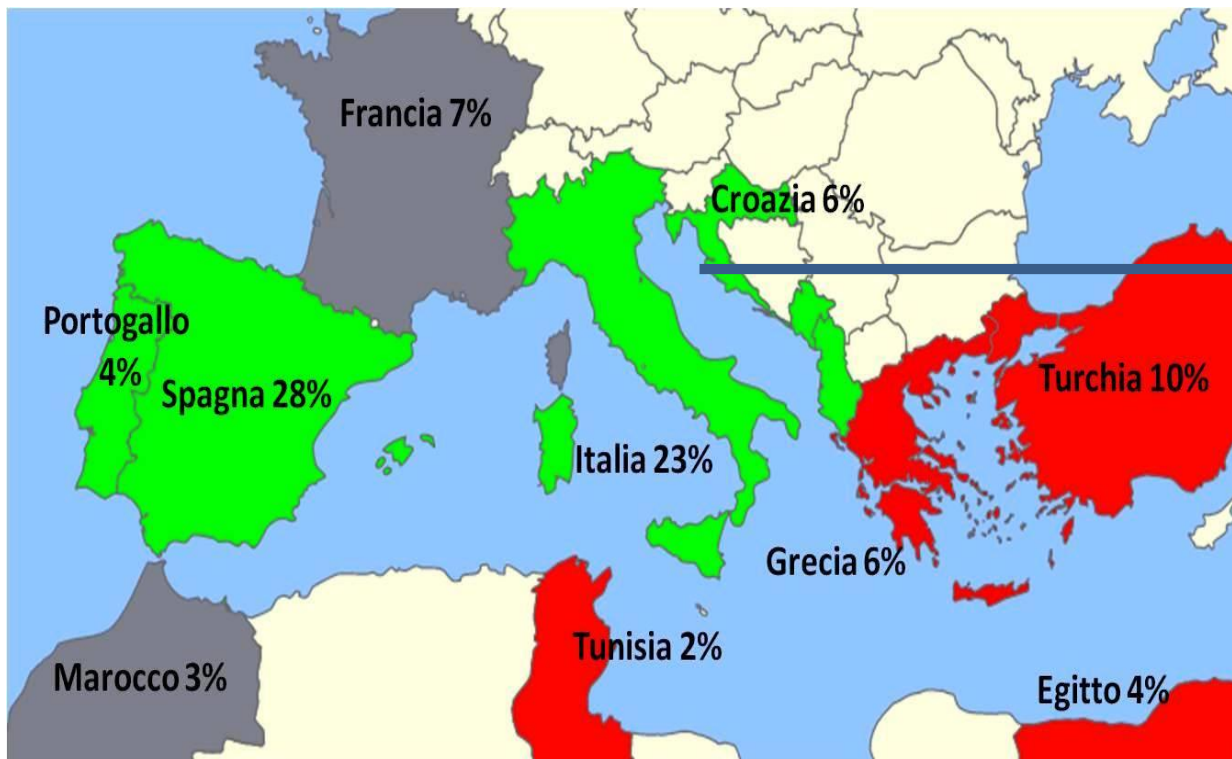 Francia 7%
Croazia 6%
Portogallo
4%
Spagna 28%
Turchia 10%
Italia 23%
Grecia 6%
Tunisia 2%
Marocco 3%
Egitto 4%